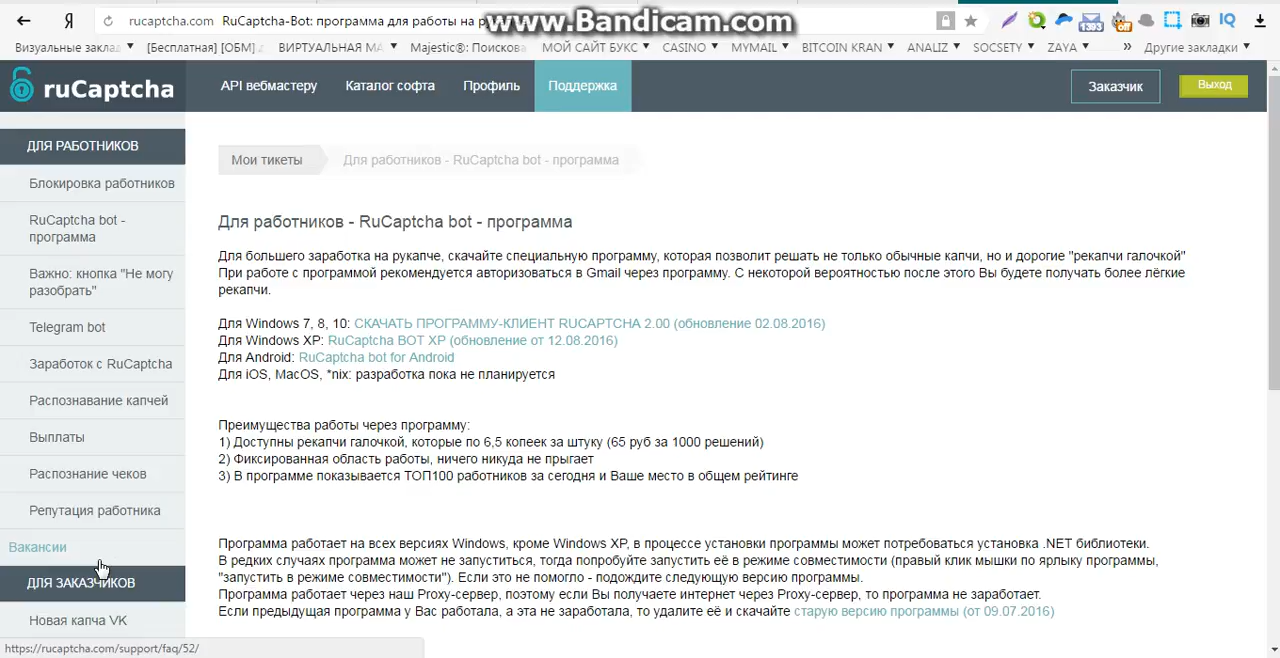 Я rucaptcha.com RuCaptcha-Bot: программа для работы на р
www.Bandicam.com
1393 off IQ
Визуальные заклад [Бесплатная] [ОБМ] ВИРТУАЛЬНАЯ МА Majestic®: Поискова МОЙ САЙТ БУКС CASINO MYMAIL BITCOIN KRAN ANALIZ SOCSETY ZAYA » Другие закладки
ruCaptcha API вебмастеру Каталог софта Профиль Поддержка Заказчик Выход
ДЛЯ РАБОТНИКОВ
Блокировка работников
RuCaptcha bot -
программа
Важно: кнопка "Не могу
разобрать"
Telegram bot
Заработок с RuCaptcha
Распознавание капчей
Выплаты
Распознание чеков
Репутация работника
Вакансии
ДЛЯ ЗАКАЗЧИКОВ
Новая капча VK
Мои тикеты Для работников - RuCaptcha bot - программа
Для работников - RuCaptcha bot - программа
Для большего заработка на рукапче, скачайте специальную программу, которая позволит решать не только обычные капчи, но и дорогие "рекапчи галочкой"
При работе с программой рекомендуется авторизоваться в Gmail через программу. С некоторой вероятностью после этого Вы будете получать более лёгкие
рекапчи.
Для Windows 7, 8, 10: СКАЧАТЬ ПРОГРАММУ-КЛИЕНТ RUCAPTCHA 2.00 (обновление 02.08.2016)
Для Windows XP: RuCaptcha BOT XP (обновление от 12.08.2016)
Для Android: RuCaptcha bot for Android
Для iOS, MacOS, *nix: разработка пока не планируется
Преимущества работы через программу:
1) Доступны рекапчи галочкой, которые по 6,5 копеек за штуку (65 руб за 1000 решений)
2) Фиксированная область работы, ничего никуда не прыгает
3) В программе показывается ТОП100 работников за сегодня и Ваше место в общем рейтинге
Программа работает на всех версиях Windows, кроме Windows XP, в процессе установки программы может потребоваться установка .NET библиотеки.
В редких случаях программа может не запуститься, тогда попробуйте запустить её в режиме совместимости (правый клик мышки по ярлыку программы,
"запустить в режиме совместимости"). Если это не помогло - подождите следующую версию программы.
Программа работает через наш Proxy-сервер, поэтому если Вы получаете интернет через Proxy-сервер, то программа не заработает.
Если предыдущая программа у Вас работала, а эта не заработала, то удалите её и скачайте старую версию программы (от 09.07.2016)
https://rucaptcha.com/support/faq/52/